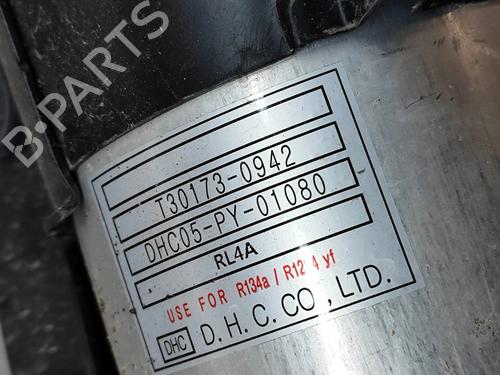 B-PARTS
T30173-0942
DHC05-PY-01080
RL4A
USE FOR R134a / R1234yf
DHC D. H. C. CO., LTD.